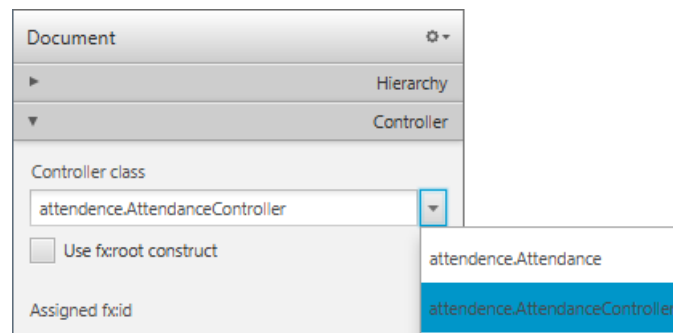 Document
Hierarchy
Controller
Controller class
attendence.AttendanceController
Use fx:root construct
attendence.Attendance
Assigned fx:id
attendence.AttendanceController